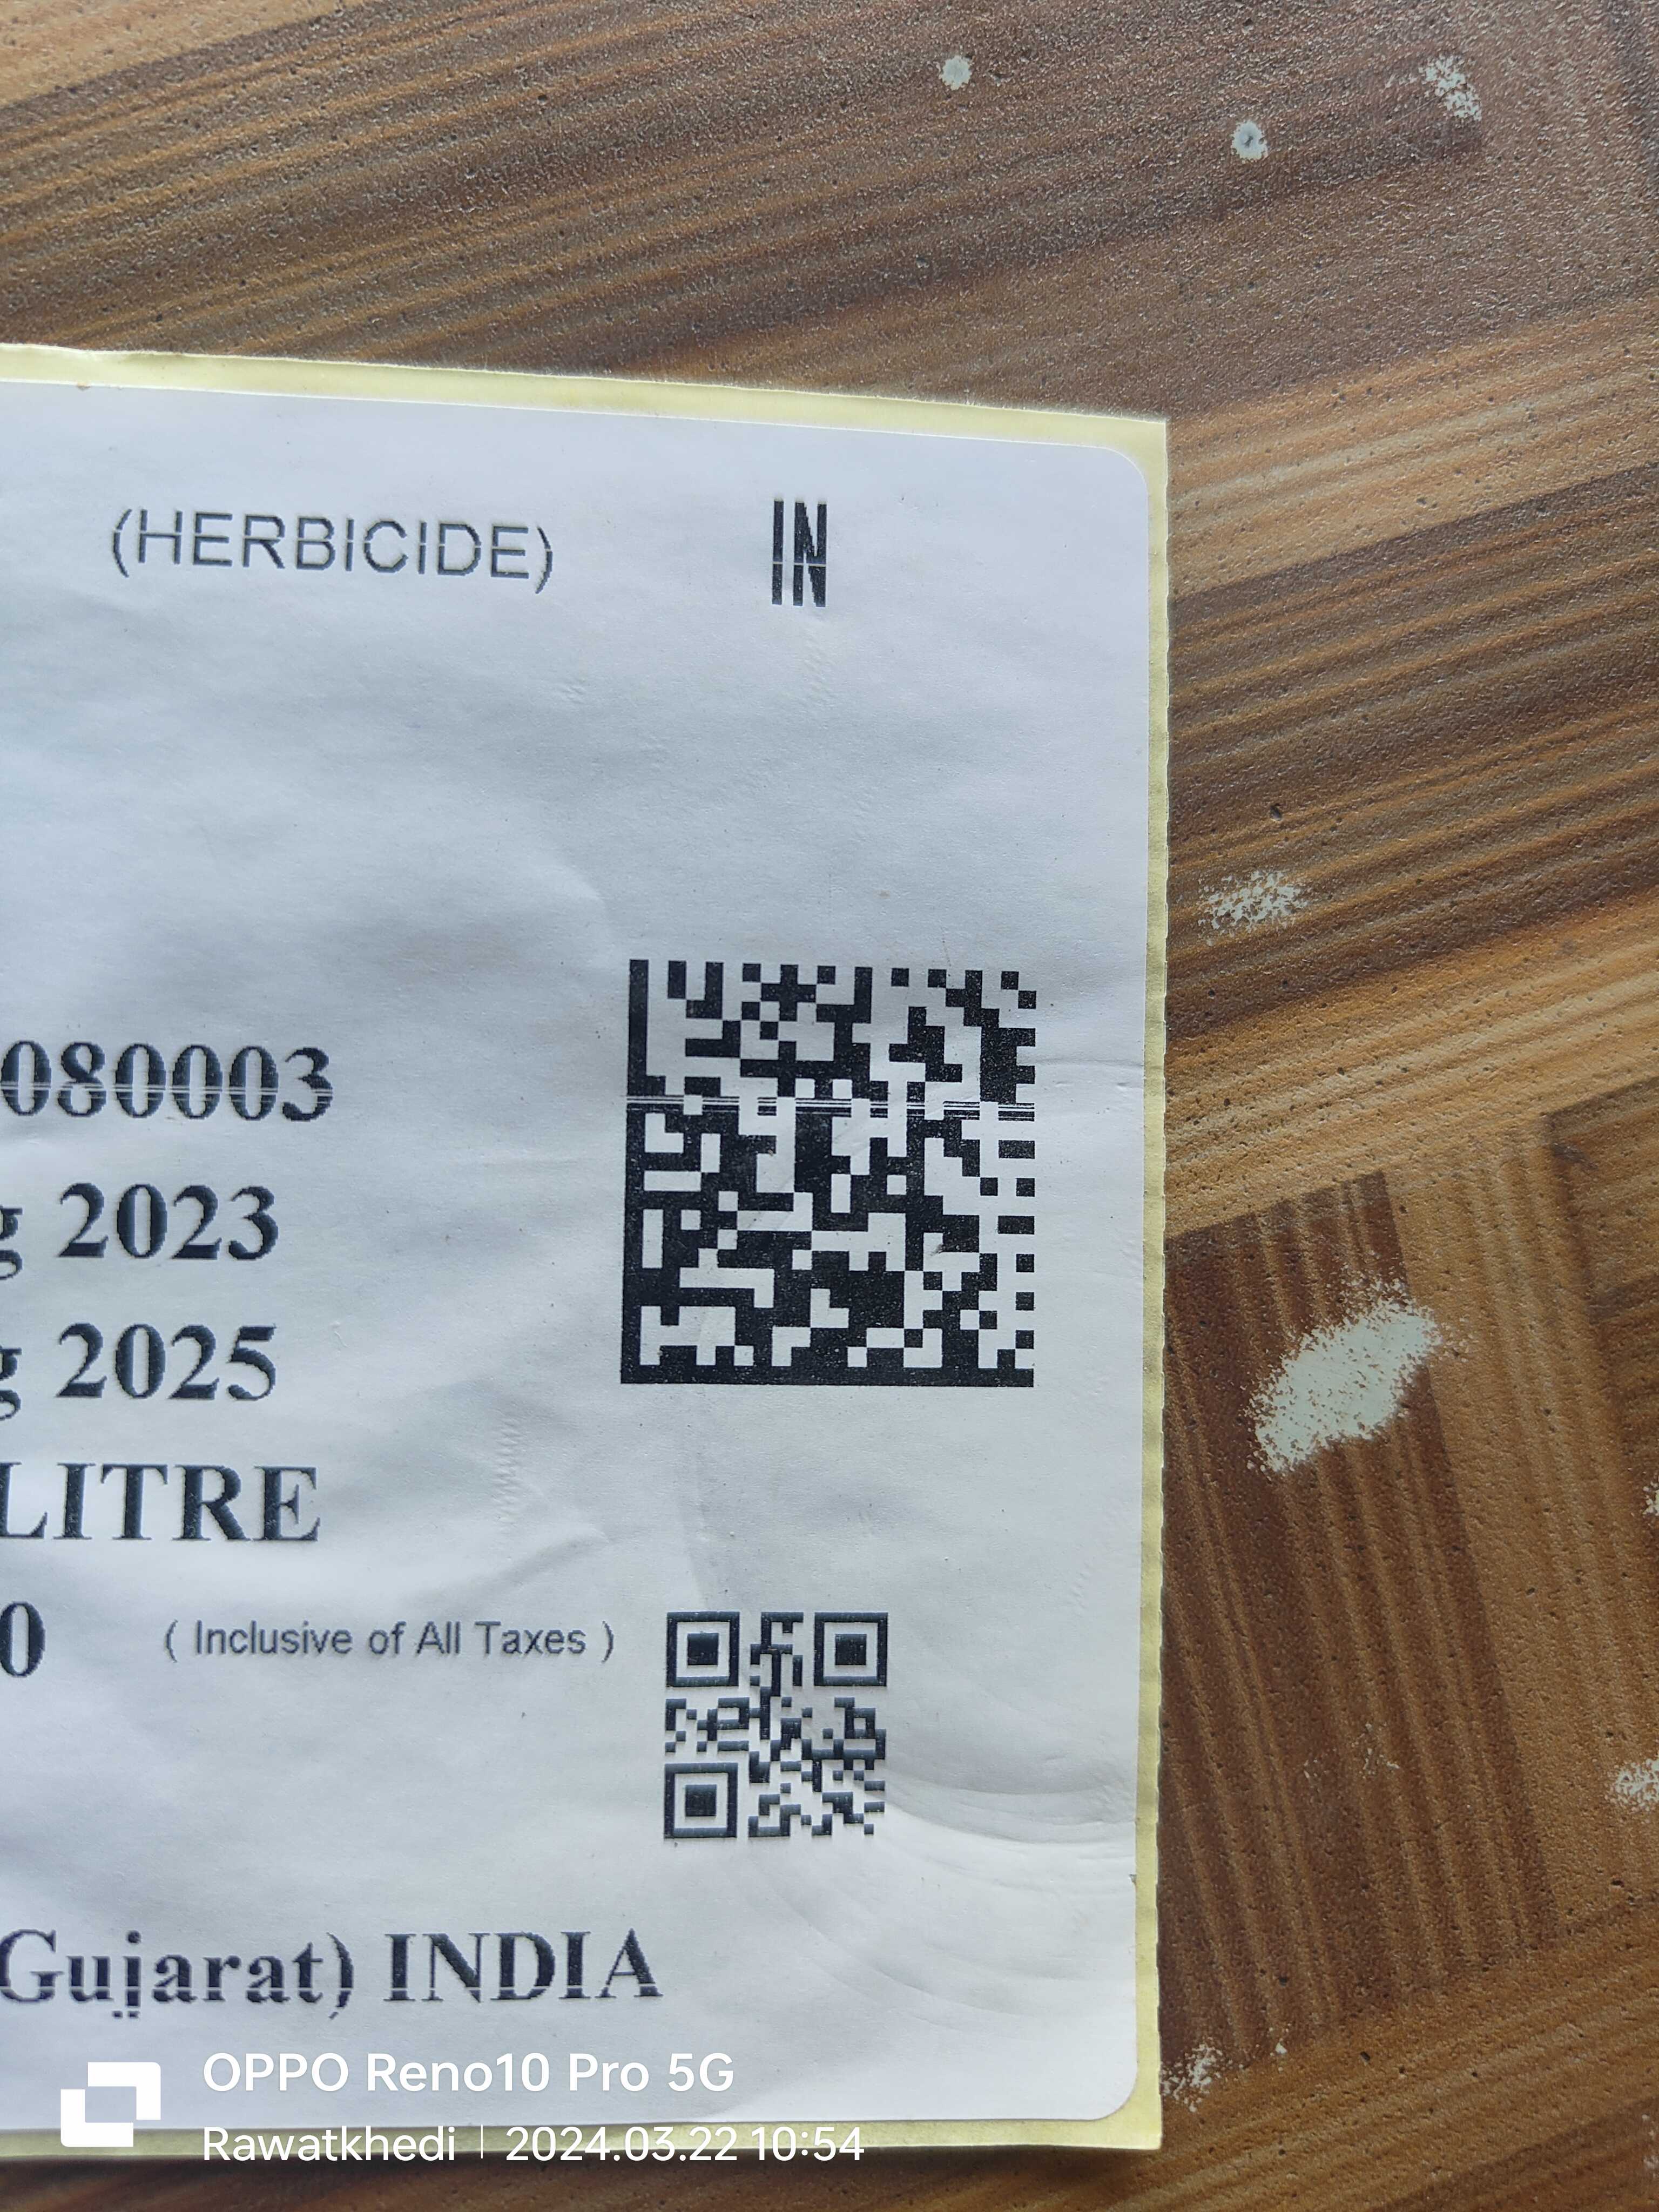 (HERBICIDE) IN
080003
g 2023
g 2025
LITRE
0 ( Inclusive of All Taxes )
Gujarat) INDIA
OPPO Reno10 Pro 5G
Rawatkhedi | 2024.03.22 10:54